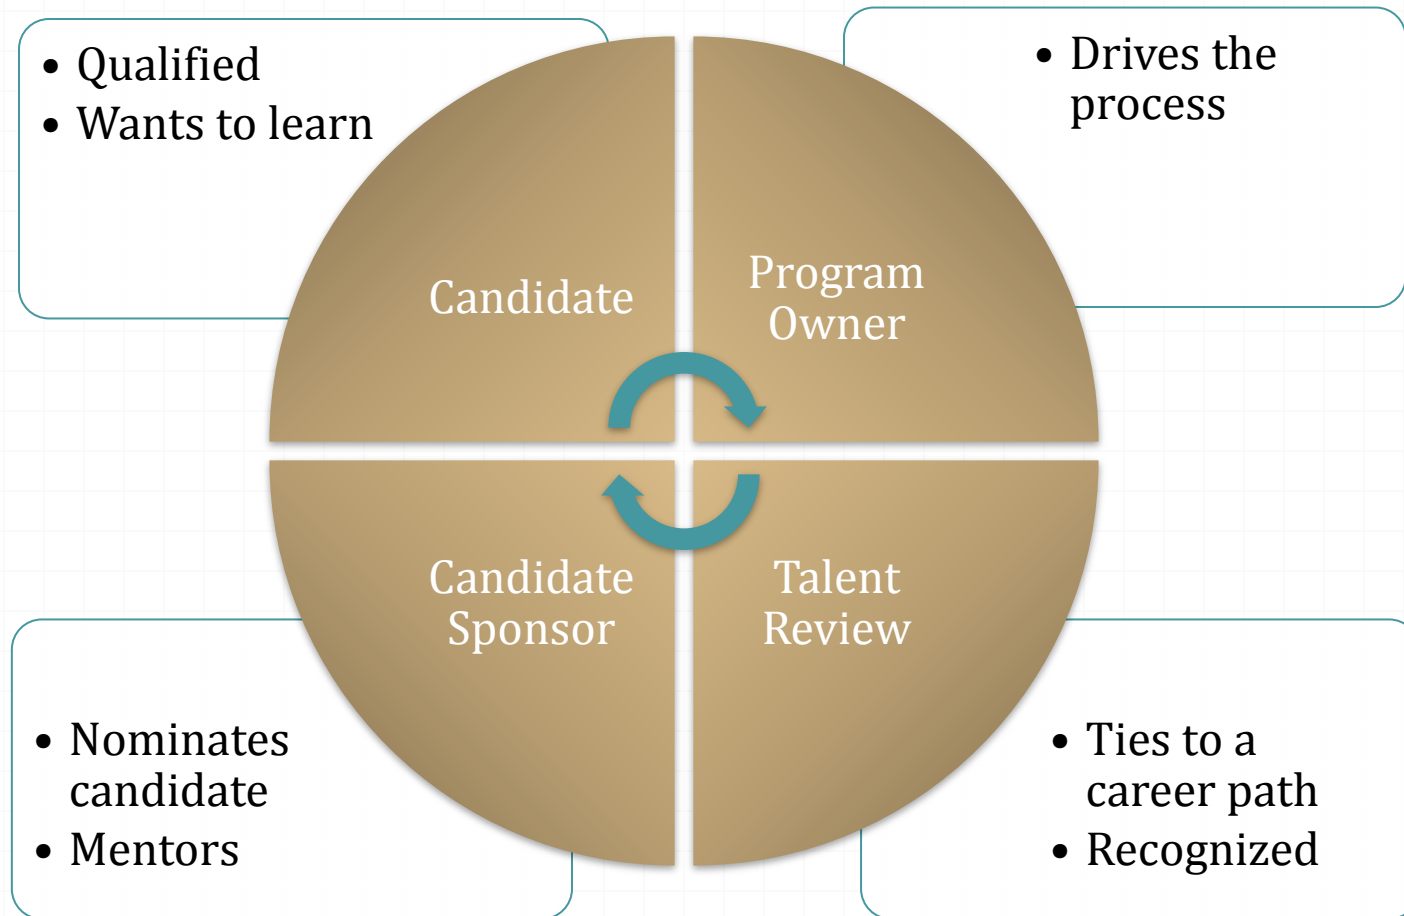 • Qualified
• Wants to learn
• Drives the
process
Candidate
Program
Owner
Candidate
Sponsor
Talent
Review
• Nominates
candidate
• Mentors
• Ties to a
career path
• Recognized